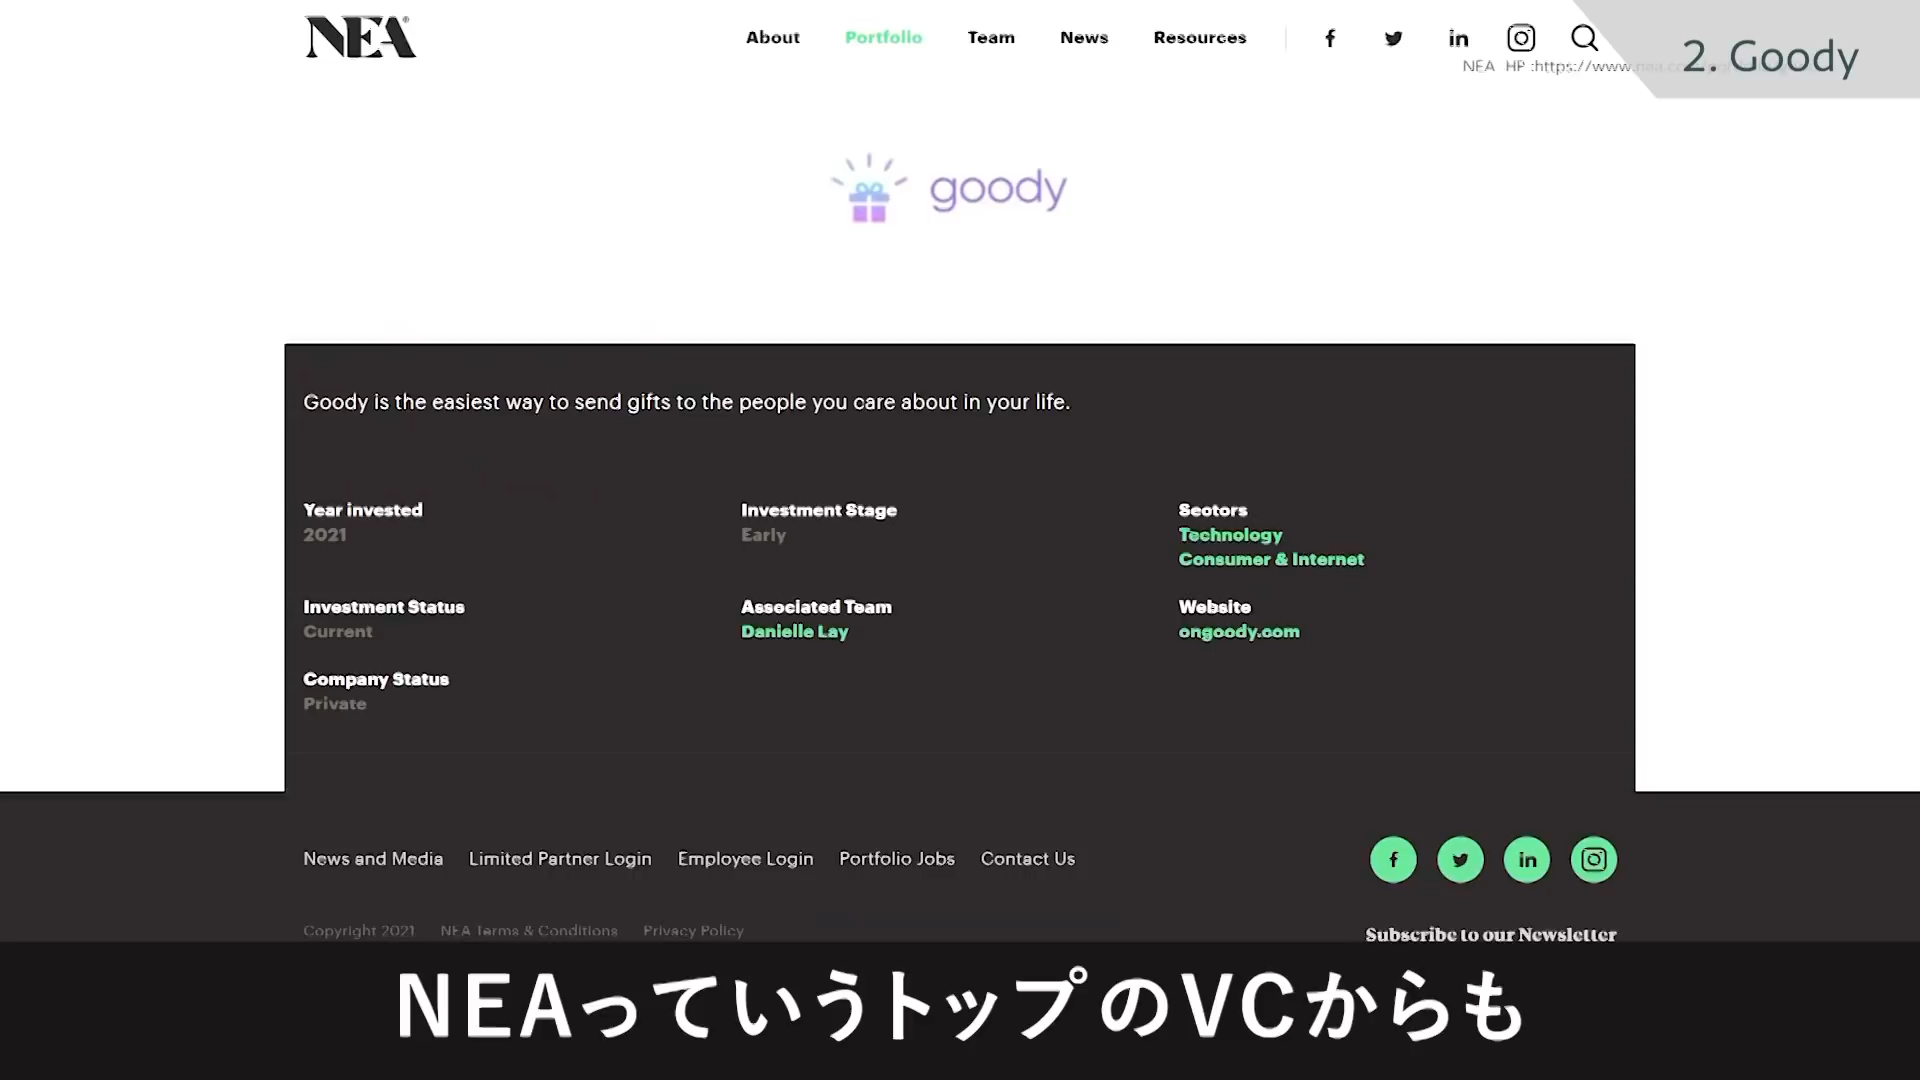 NEA
About Portfolio Team News Resources
NEA HP :https://www.nea.co
2. Goody
goody
Goody is the easiest way to send gifts to the people you care about in your life.
Year invested
2021
Investment Stage
Early
Sectors
Technology
Consumer & Internet
Investment Status
Current
Associated Team
Danielle Lay
Website
ongoody.com
Company Status
Private
News and Media Limited Partner Login Employee Login Portfolio Jobs Contact Us
Copyright 2021 NEA Terms & Conditions Privacy Policy
Subscribe to our Newsletter
NEAっていうトップのVCからも